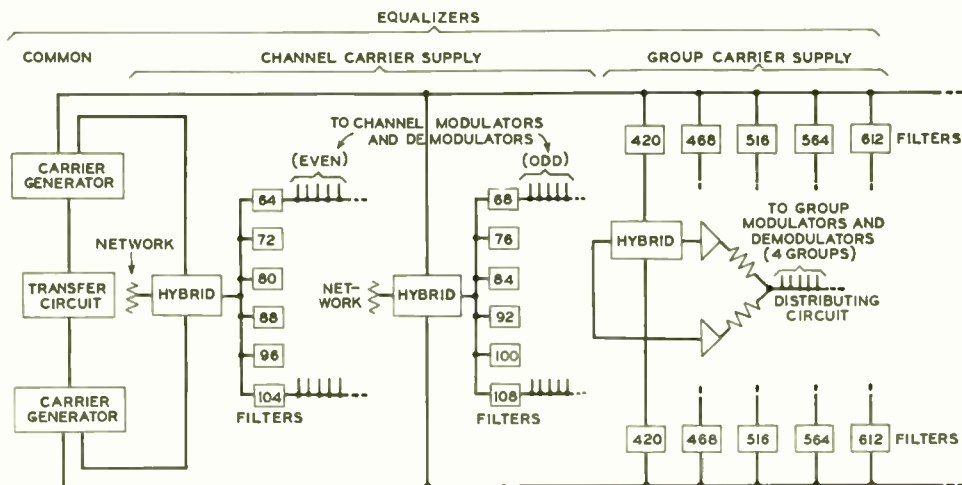 EQUALIZERS
COMMON
CHANNEL CARRIER SUPPLY
GROUP CARRIER SUPPLY
TO CHANNEL MODULATORS
AND DEMODULATORS
(EVEN)
(ODD)
420
468
516
564
612
FILTERS
CARRIER
GENERATOR
64
72
80
88
96
104
FILTERS
NETWORK
HYBRID
TRANSFER
CIRCUIT
CARRIER
GENERATOR
NET-
WORK
HYBRID
68
76
84
92
100
108
FILTERS
HYBRID
TO GROUP
MODULATORS AND
DEMODULATORS
(4 GROUPS)
DISTRIBUTING
CIRCUIT
420
468
516
564
612
FILTERS